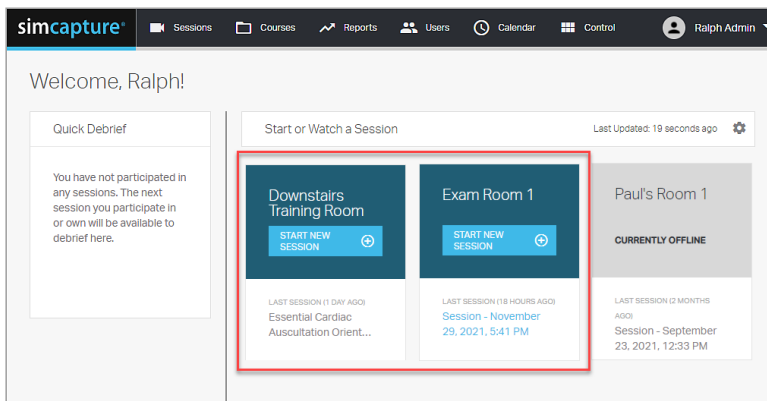 simcapture Sessions Courses Reports Users Calendar Control Ralph Admin
Welcome, Ralph!
Quick Debrief
You have not participated in
any sessions. The next
session you participate in
or own will be available to
debrief here.
Start or Watch a Session
Last Updated: 19 seconds ago
Downstairs
Training Room
START NEW
SESSION
LAST SESSION (1 DAY AGO)
Essential Cardiac
Auscultation Orient...
Exam Room 1
START NEW
SESSION
LAST SESSION (18 HOURS AGO)
Session - November
29, 2021, 5:41 PM
Paul's Room 1
CURRENTLY OFFLINE
LAST SESSION (2 MONTHS
AGO)
Session - September
23, 2021, 12:33 PM